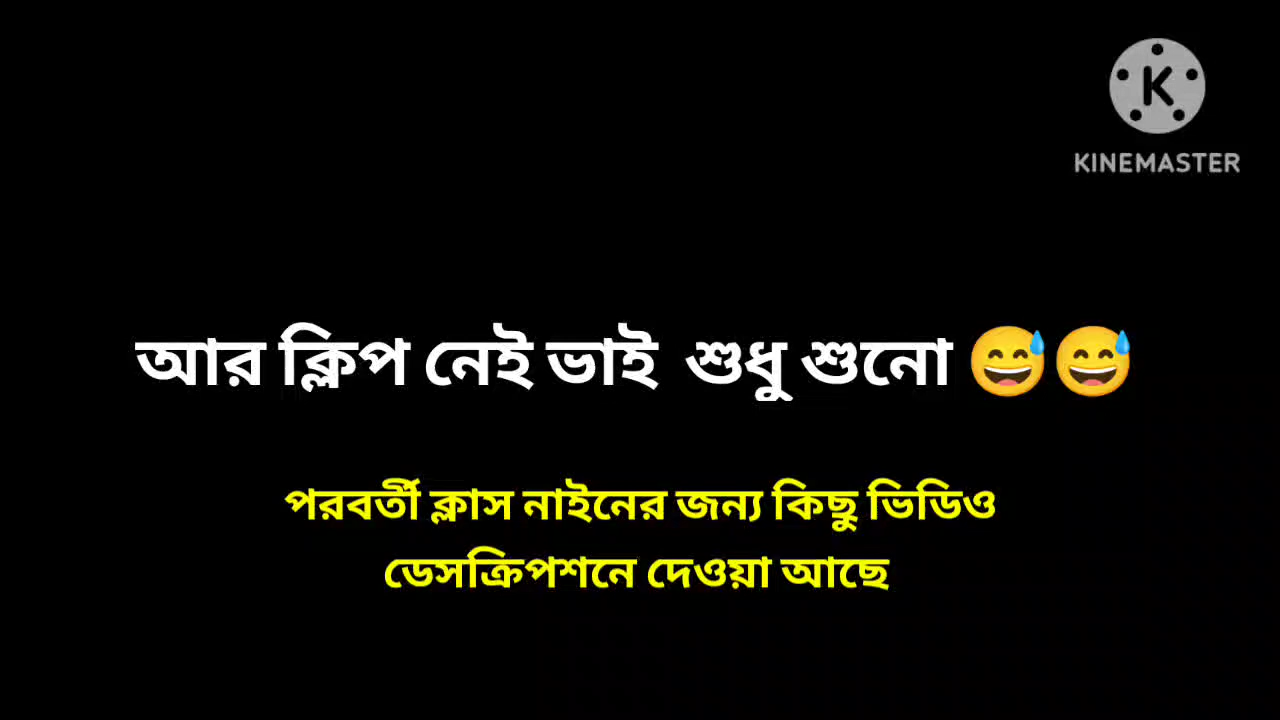 KINEMASTER
আর ক্লিপ নেই ভাই শুধু শুনো 😅😅
পরবর্তী ক্লাস নাইনের জন্য কিছু ভিডিও
ডেসক্রিপশনে দেওয়া আছে